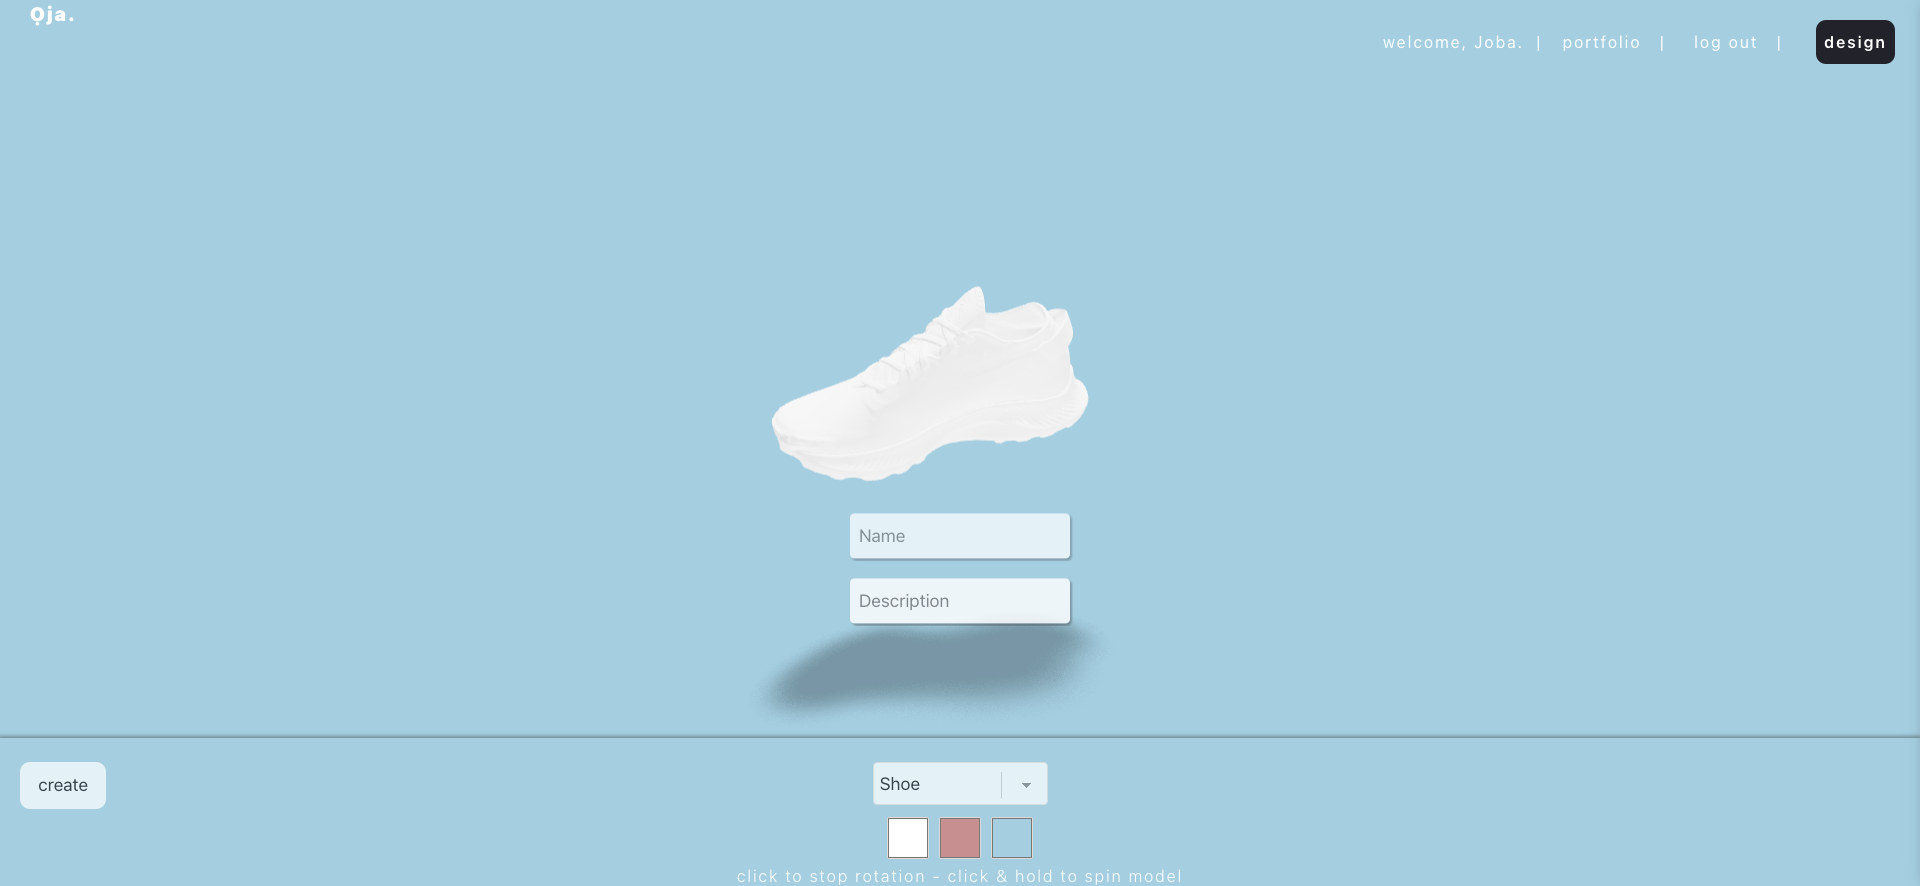 Ọja.
welcome, Joba. | portfolio | log out | design
Name
Description
create
Shoe
click to stop rotation - click & hold to spin model